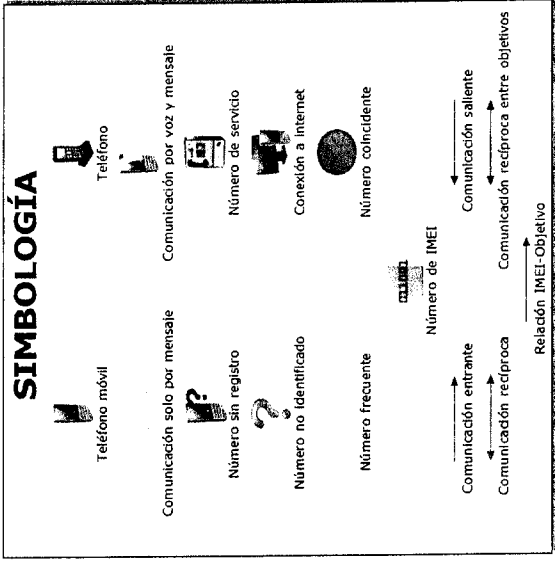 SIMBOLOGÍA
Teléfono móvil
Teléfono
Comunicación solo por mensaje
Comunicación por voz y mensaje
Número sin registro
Número de servicio
Número no identificado
Conexión a internet
Número frecuente
Número coincidente
Número de IMEI
Comunicación entrante
Comunicación saliente
Comunicación recíproca
Comunicación recíproca entre objetivos
Relación IMEI-Objetivo